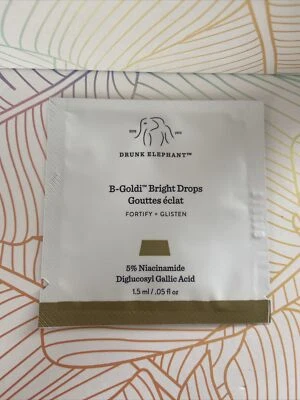 DRUNK ELEPHANT™
B-Goldi™ Bright Drops
Gouttes éclat
FORTIFY + GLISTEN
5% Niacinamide
Diglucosyl Gallic Acid
1.5 ml / .05 fl oz